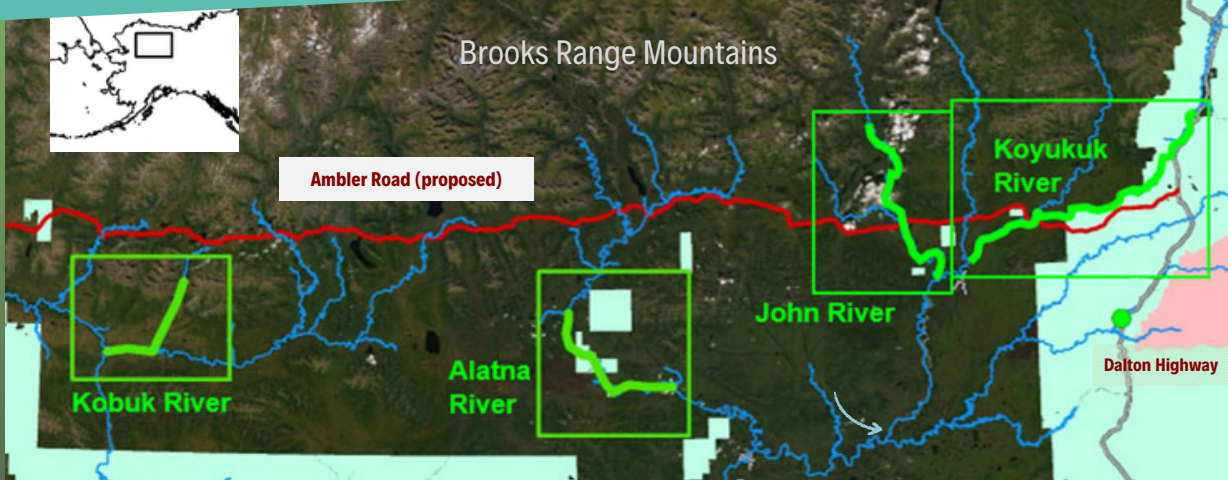 Brooks Range Mountains
Ambler Road (proposed)
Koyukuk
River
John River
Dalton Highway
Alatna
River
Kobuk River